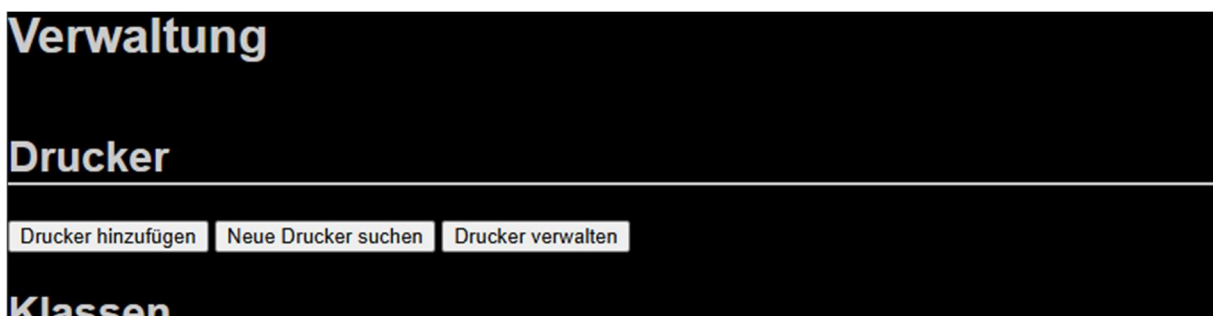 Verwaltung
Drucker
Drucker hinzufügen Neue Drucker suchen Drucker verwalten
Klassen